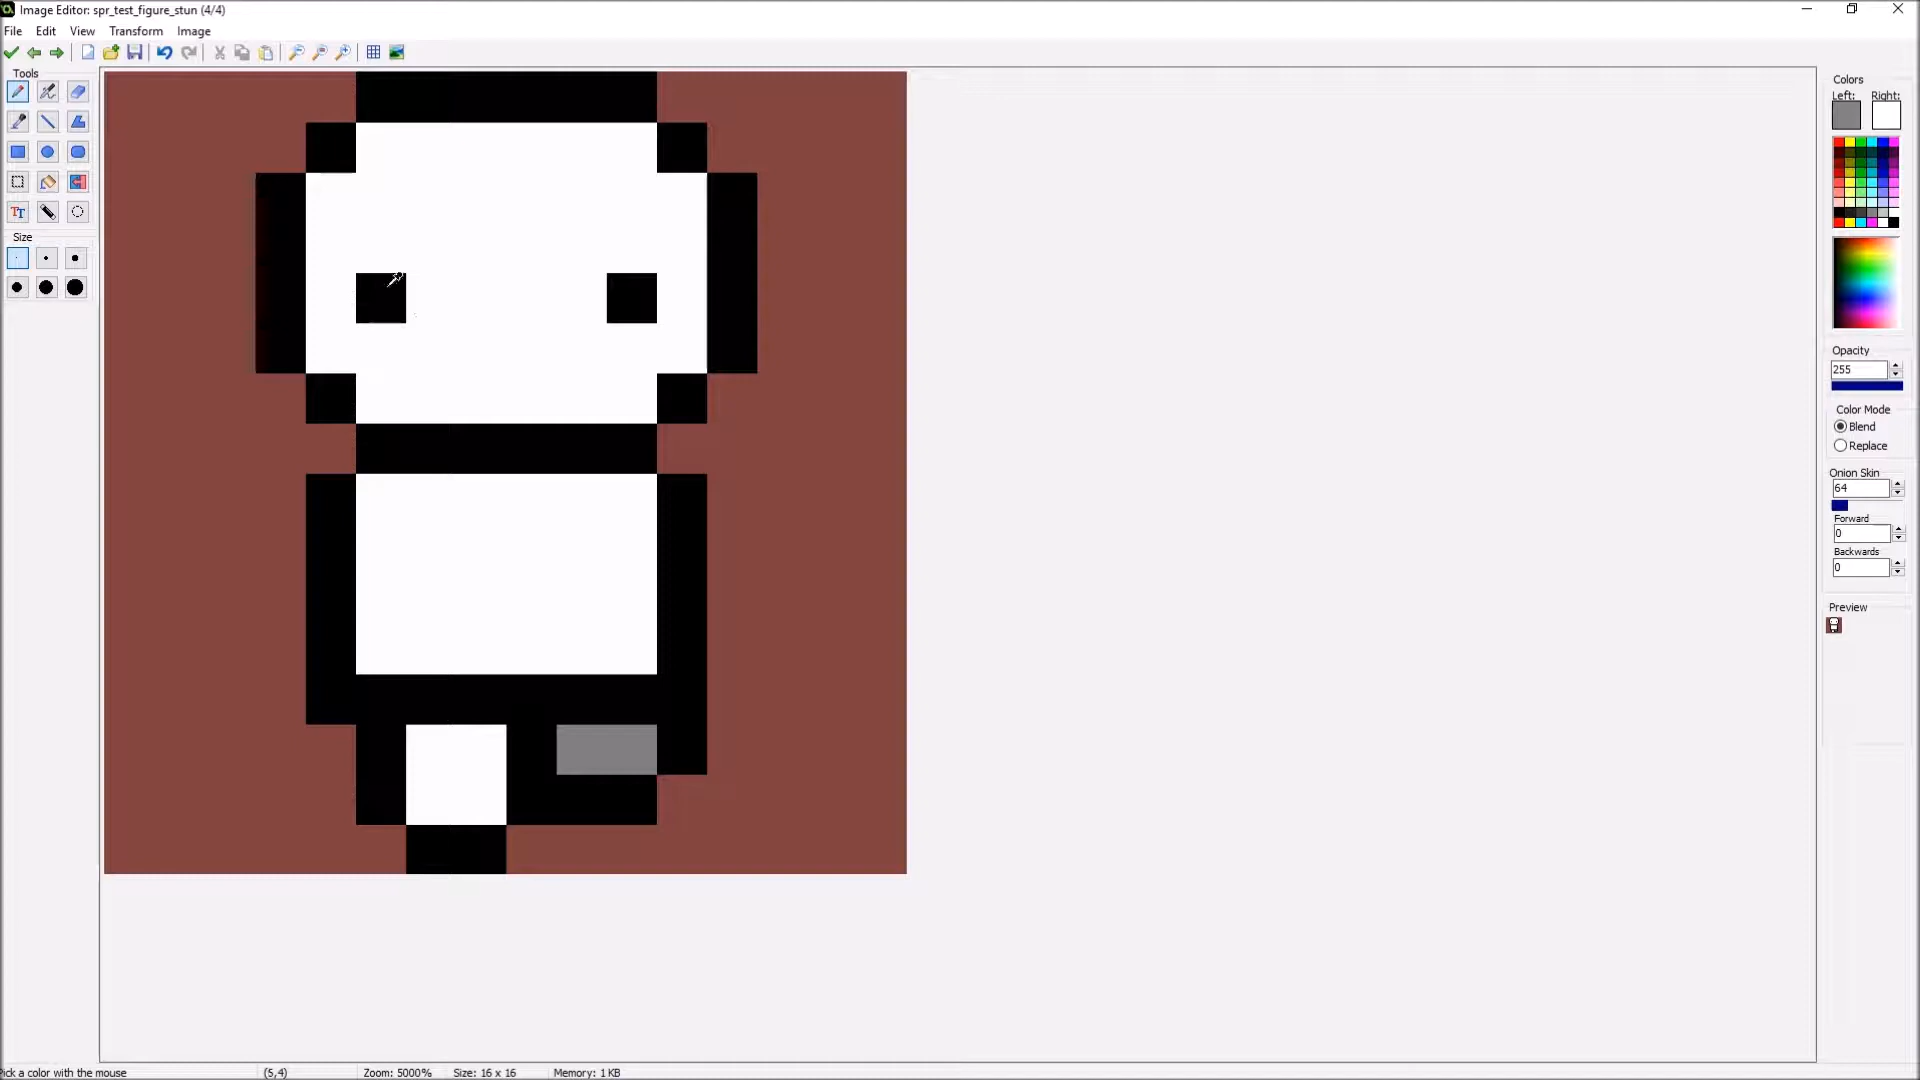 Image Editor: spr_test_figure_stun (4/4)
File Edit View Transform Image
Tools
Colors
Left: Right:
TT
Size
Opacity
255
Color Mode
Blend
Replace
Onion Skin
64
Forward
0
Backwards
0
Preview
Pick a color with the mouse (5,4) Zoom: 5000% Size: 16 x 16 Memory: 1 KB